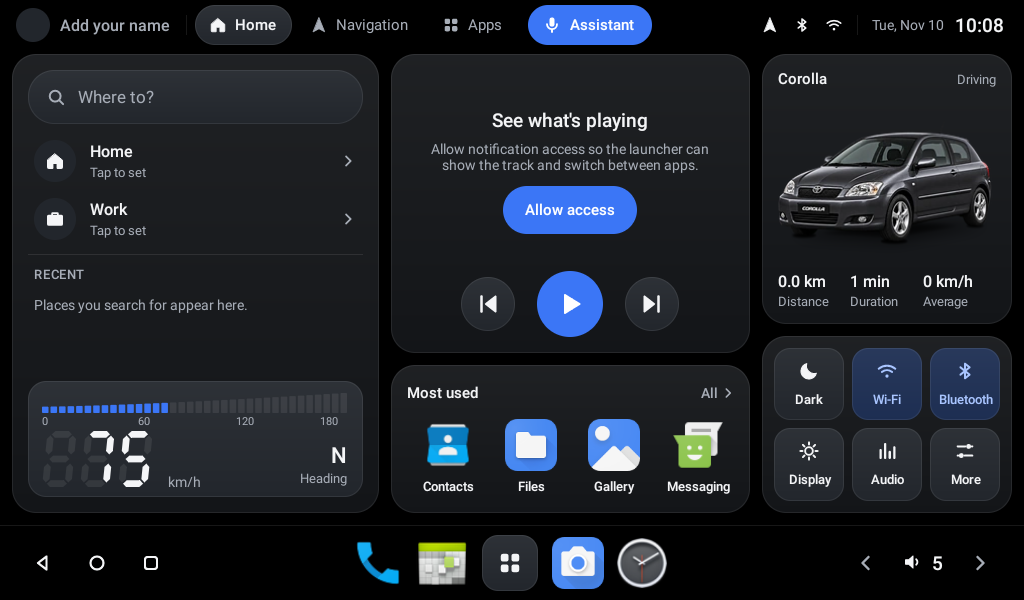 Add your name
Home
Navigation
Apps
Assistant
Tue, Nov 10
10:08
Where to?
Home
Tap to set
Work
Tap to set
RECENT
Places you search for appear here.
0 60 120 180
75 km/h
N
Heading
See what's playing
Allow notification access so the launcher can
show the track and switch between apps.
Allow access
Most used
All
Contacts
Files
Gallery
Messaging
Corolla
Driving
COROLLA
0.0 km 1 min 0 km/h
Distance Duration Average
Dark
Wi-Fi
Bluetooth
Display
Audio
More
5